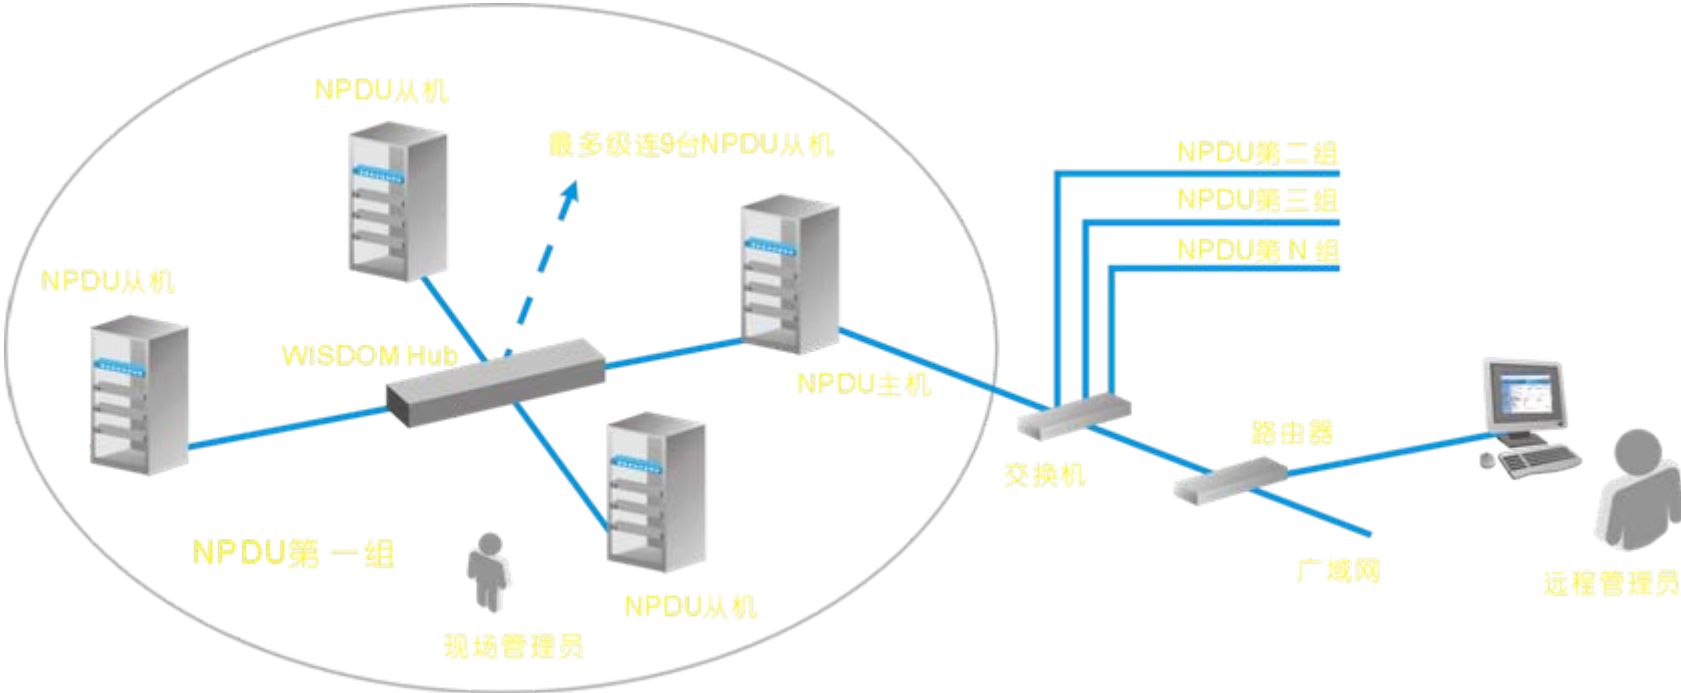 NPDU从机
最多级连9台NPDU从机
NPDU第二组
NPDU第三组
NPDU第 N 组
NPDU从机
WISDOM Hub
NPDU主机
路由器
交换机
NPDU第 一组
广域网
远程管理员
NPDU从机
现场管理员